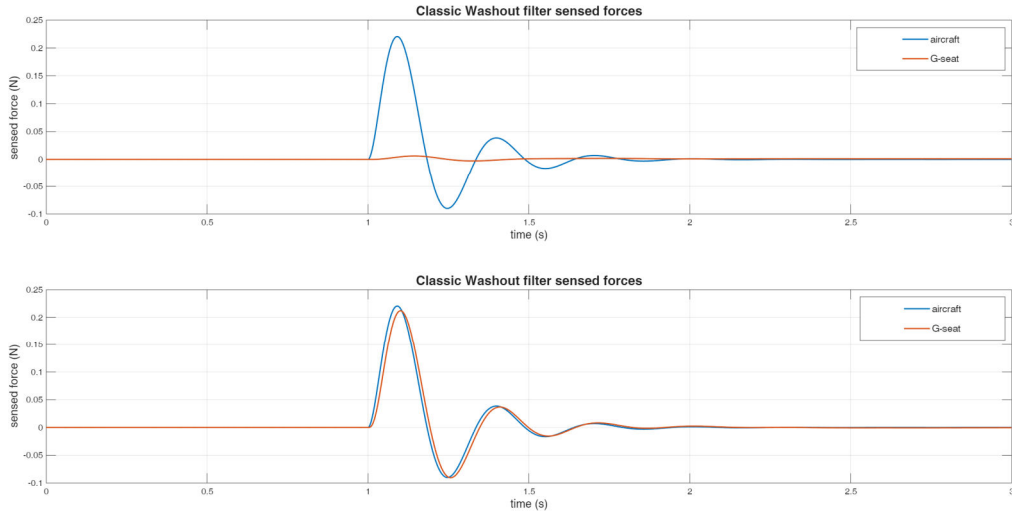 Classic Washout filter sensed forces
0.25
0.2
0.15
0.1
0.05
0
-0.05
-0.1
sensed force (N)
aircraft
G-seat
0 0.5 1 1.5 2 2.5 3
time (s)
Classic Washout filter sensed forces
0.25
0.2
0.15
0.1
0.05
0
-0.05
-0.1
sensed force (N)
aircraft
G-seat
0 0.5 1 1.5 2 2.5 3
time (s)